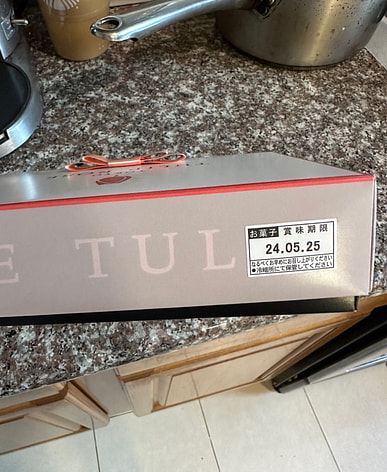 E TUL
お菓子 賞味期限
24.05.25
なるべくお早めにお召し上がりください
●冷暗所にて保管してください